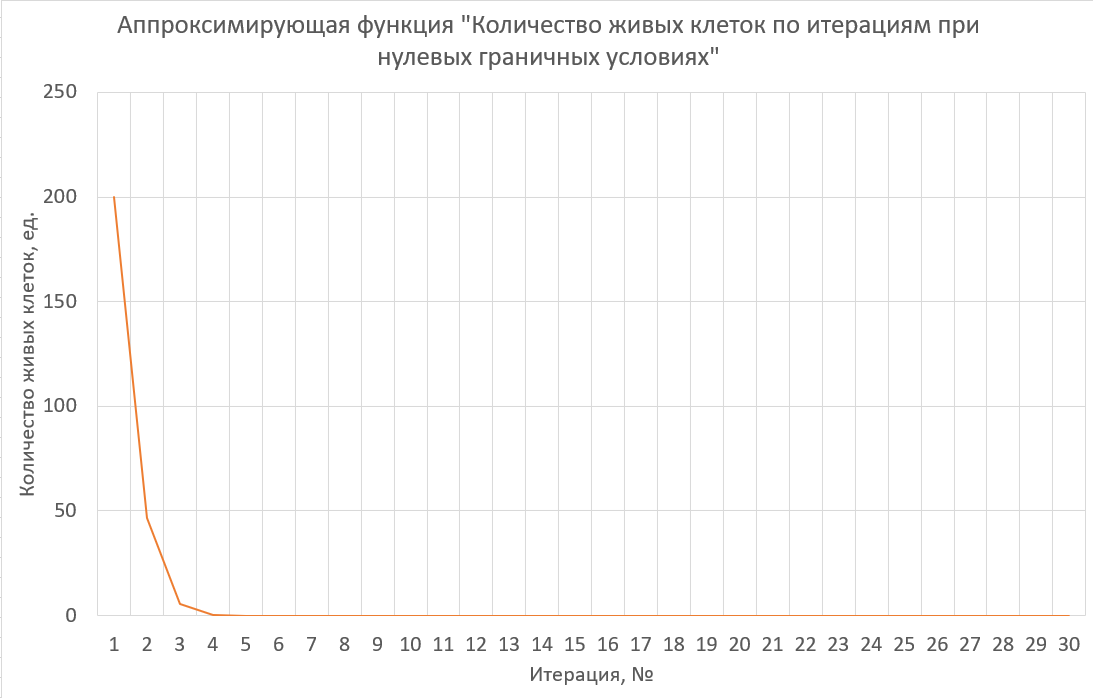 Аппроксимирующая функция "Количество живых клеток по итерациям при
нулевых граничных условиях"
250
200
150
100
50
0
Количество живых клеток, ед.
1 2 3 4 5 6 7 8 9 10 11 12 13 14 15 16 17 18 19 20 21 22 23 24 25 26 27 28 29 30
Итерация, №